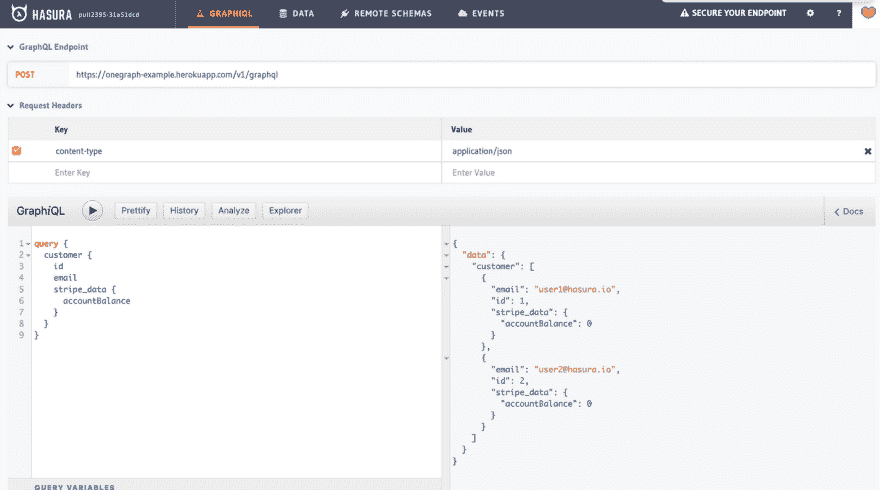 HASURA pull2395-31a51dcd GRAPHIQL DATA REMOTE SCHEMAS EVENTS SECURE YOUR ENDPOINT ?
GraphQL Endpoint
POST https://onegraph-example.herokuapp.com/v1/graphql
Request Headers
Key Value
content-type application/json
Enter Key Enter Value
GraphiQL Prettify History Analyze Explorer Docs
1 query {
2 customer {
3 id
4 email
5 stripe_data {
6 accountBalance
7 }
8 }
9 }
{
"data": {
"customer": [
{
"email": "user1@hasura.io",
"id": 1,
"stripe_data": {
"accountBalance": 0
}
},
{
"email": "user2@hasura.io",
"id": 2,
"stripe_data": {
"accountBalance": 0
}
}
]
}
}
QUERY VARIABLES